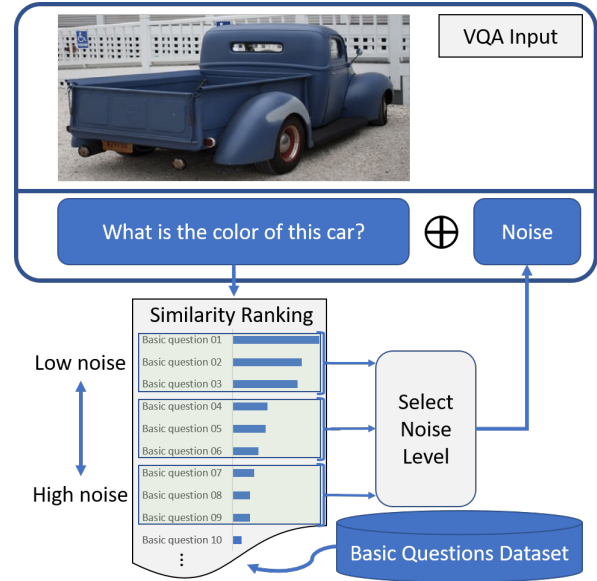 VQA Input
What is the color of this car?
Noise
Similarity Ranking
Basic question 01
Basic question 02
Basic question 03
Basic question 04
Basic question 05
Basic question 06
Basic question 07
Basic question 08
Basic question 09
Basic question 10
Low noise
High noise
Select
Noise
Level
Basic Questions Dataset